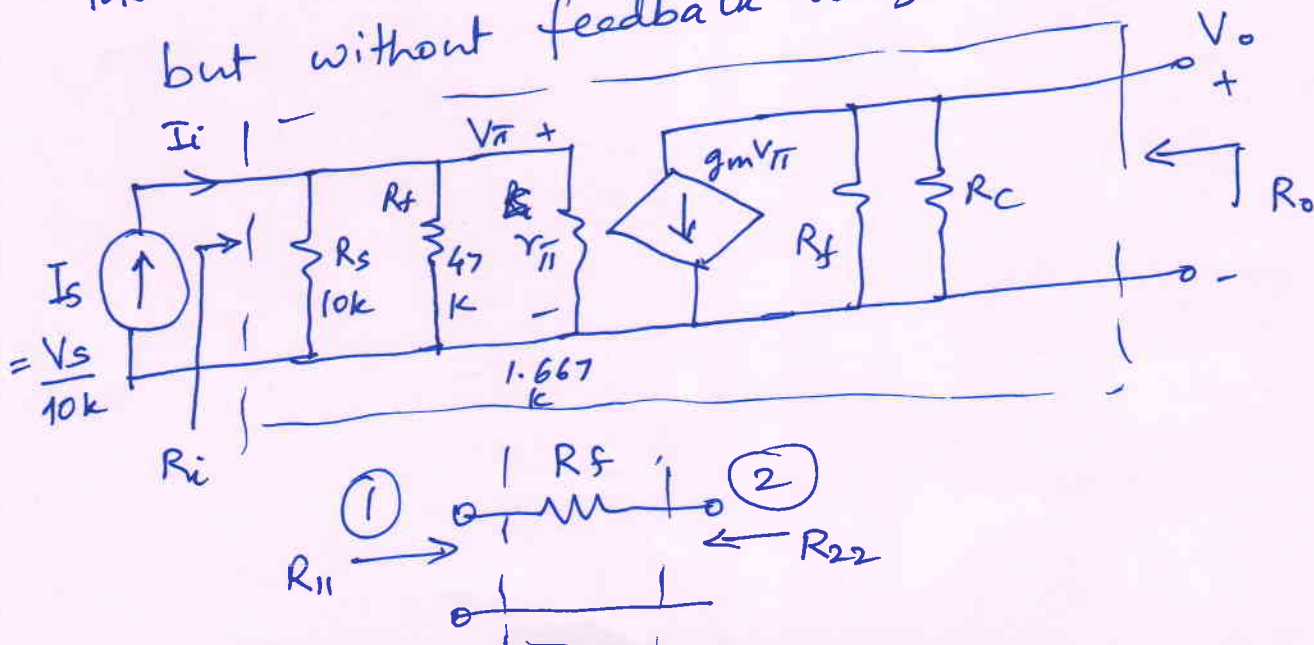 but without
Ii
Vπ +
gmVπ
Vo
+
Rf
47
K
rπ
Rs
10k
Is
= Vs
10k
Rf
RC
Ro
-
-
1.667
K
Ri
1
Rf
2
R11
R22